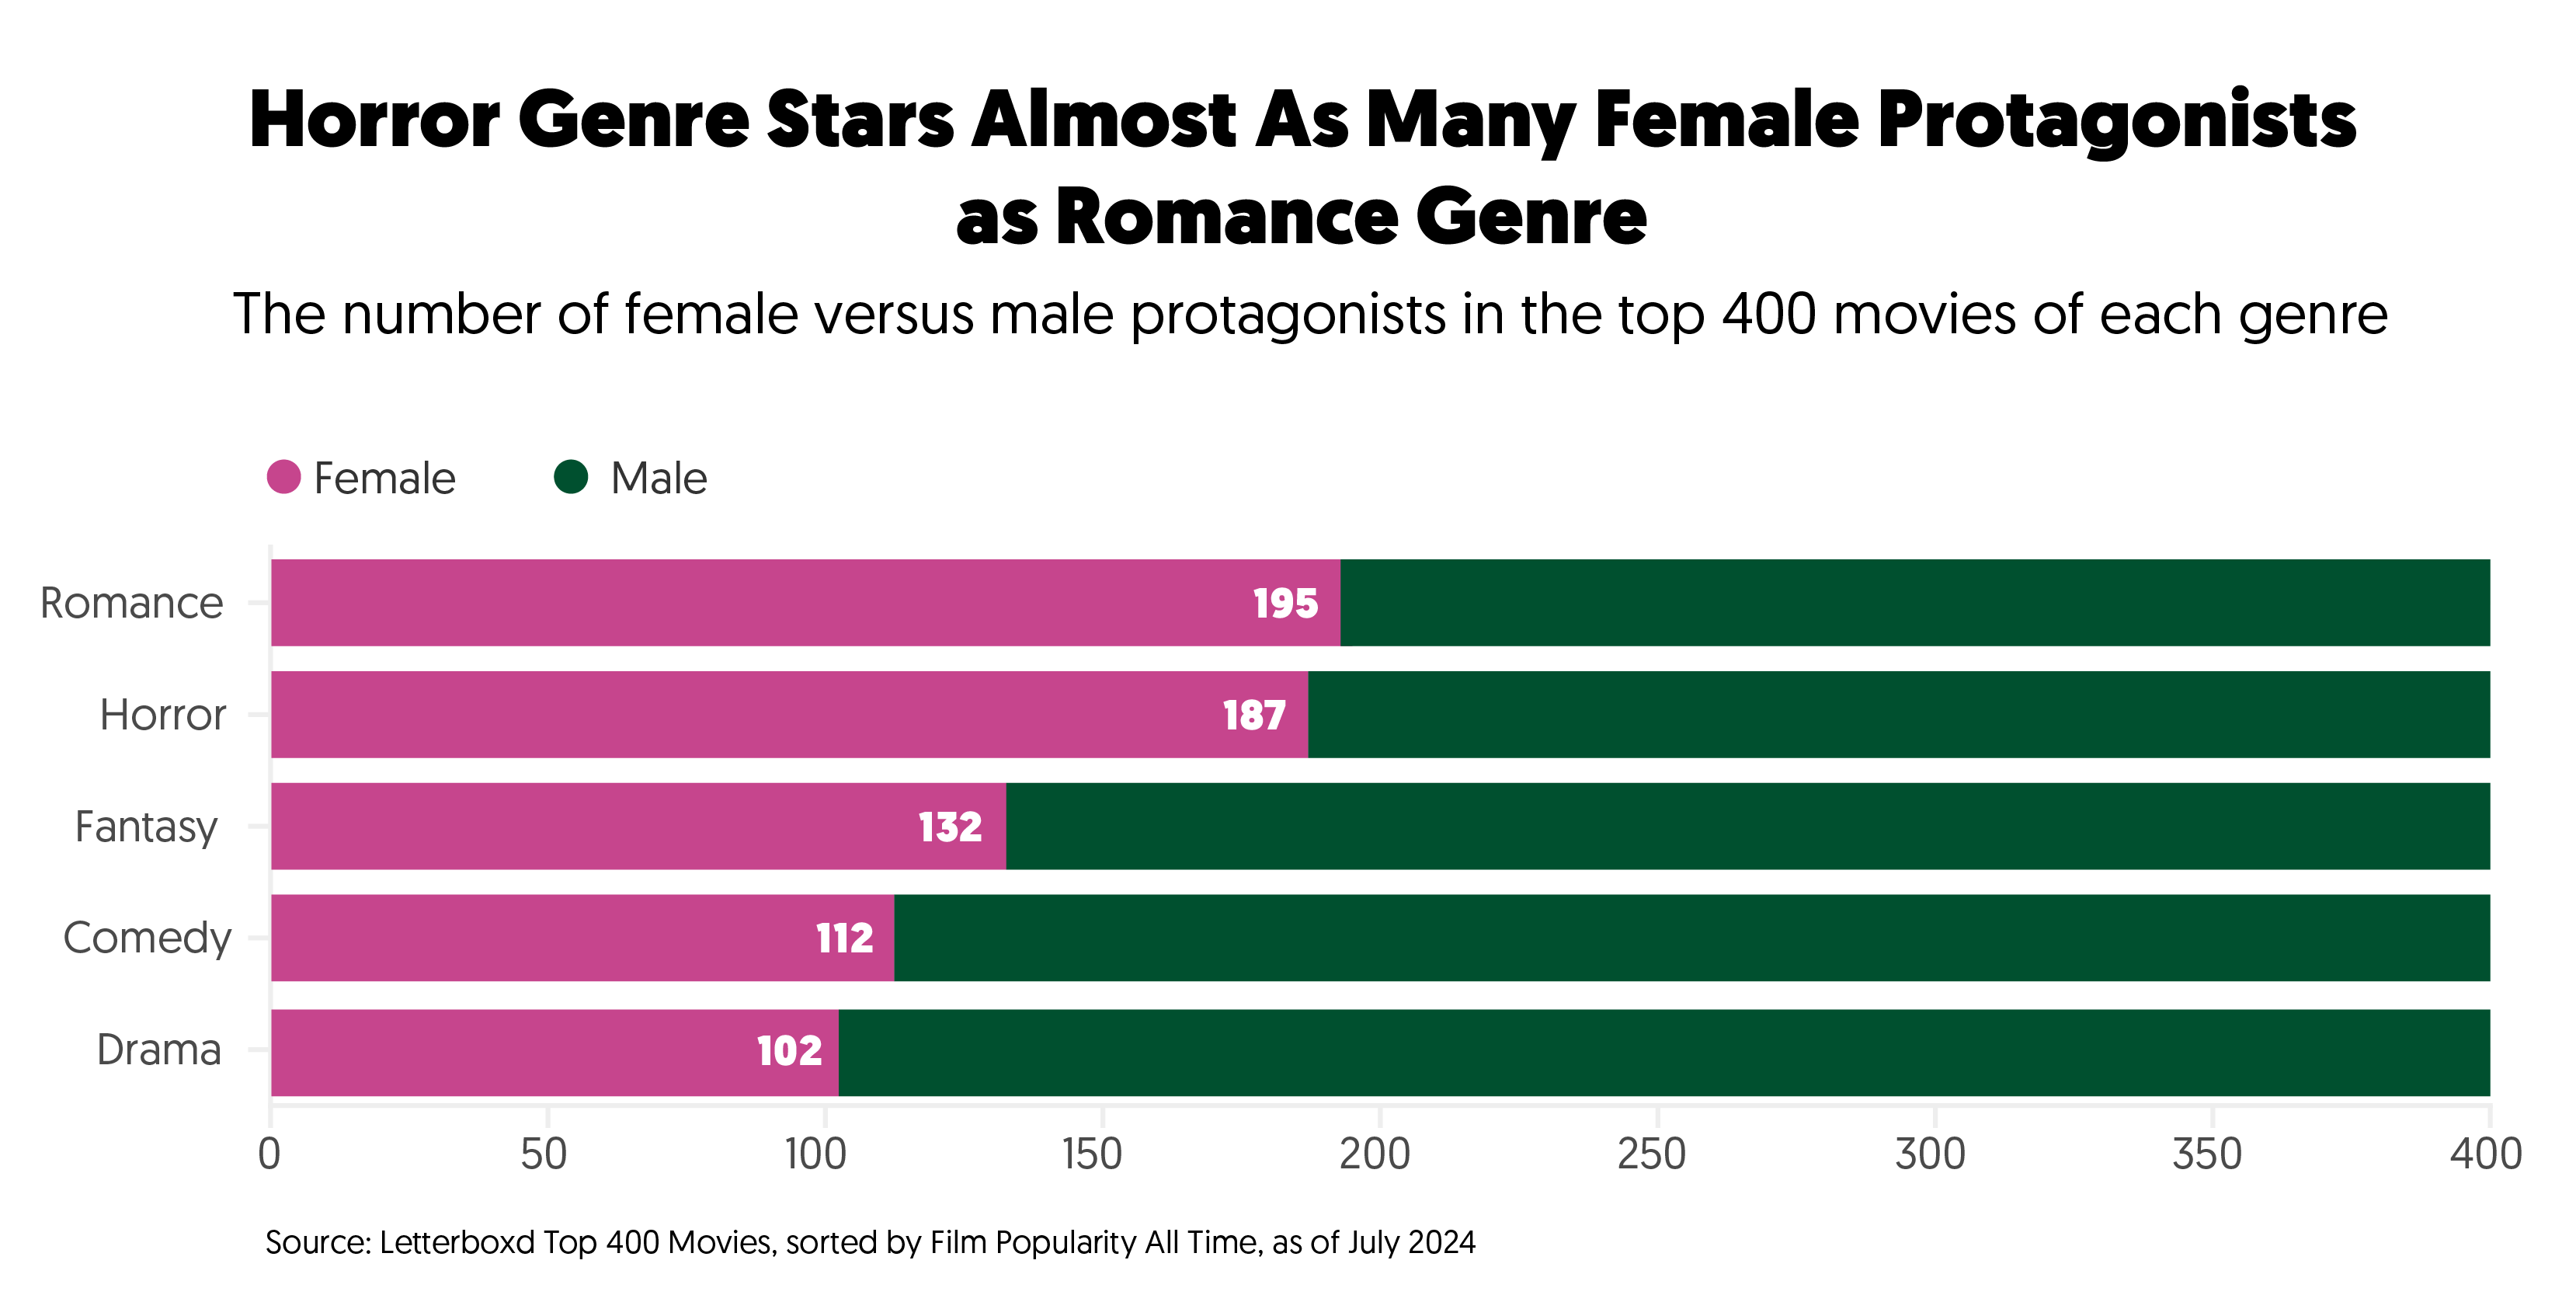 Horror Genre Stars Almost As Many Female Protagonists
as Romance Genre
The number of female versus male protagonists in the top 400 movies of each genre
Female Male
Romance 195
Horror 187
Fantasy 132
Comedy 112
Drama 102
0 50 100 150 200 250 300 350 400
Source: Letterboxd Top 400 Movies, sorted by Film Popularity All Time, as of July 2024